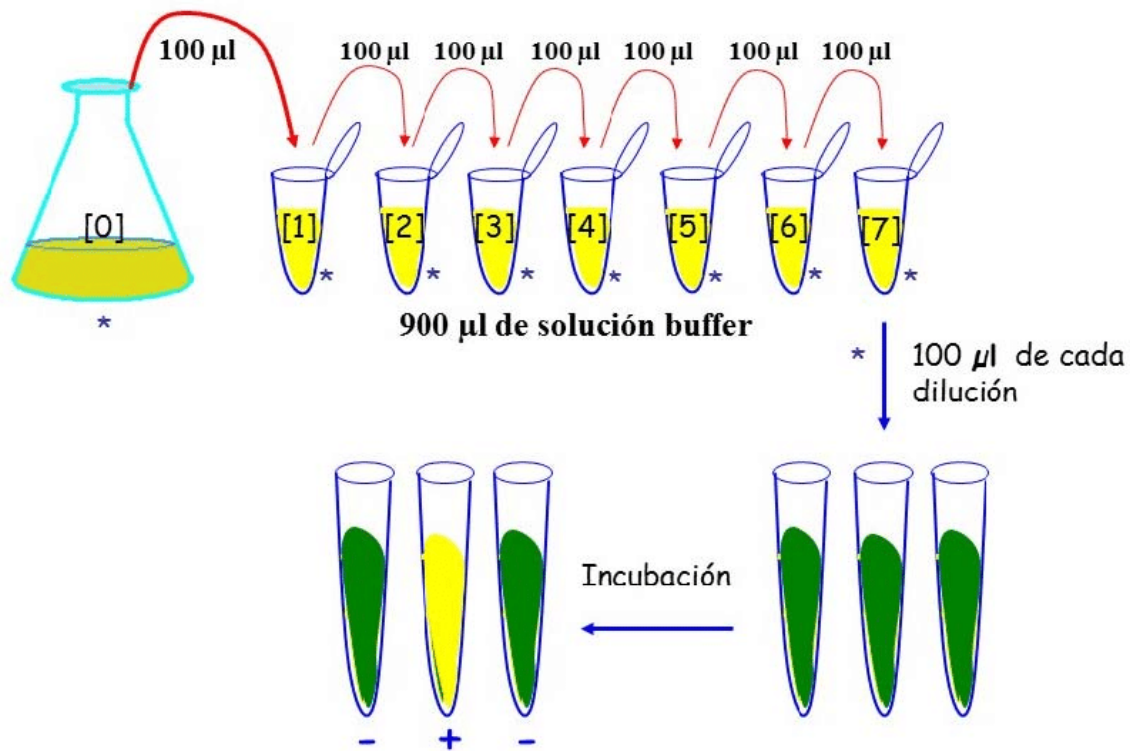 100 µl
100 µl 100 µl 100 µl 100 µl 100 µl 100 µl
[0] [1] [2] [3] [4] [5] [6] [7]
* * * * * * *
*
900 µl de solución buffer
* 100 µl de cada
dilución
Incubación
- + -